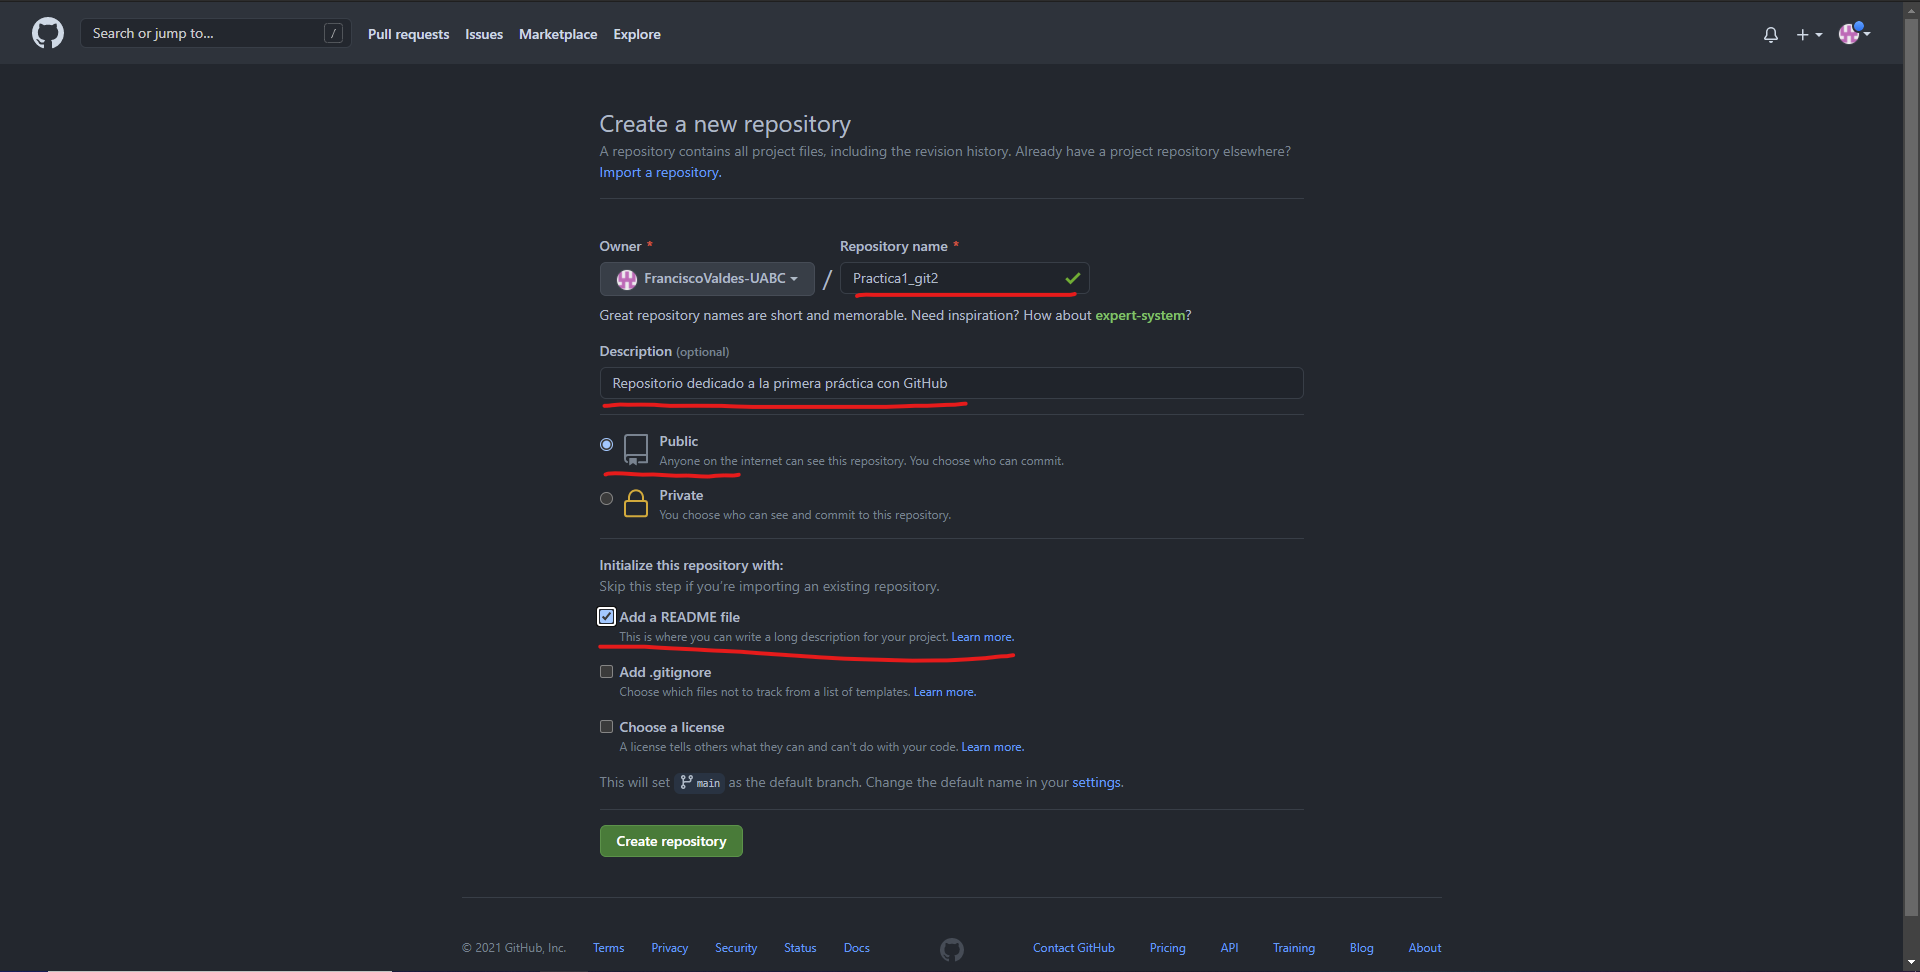 Search or jump to...
/
Pull requests
Issues
Marketplace
Explore
Create a new repository
A repository contains all project files, including the revision history. Already have a project repository elsewhere?
Import a repository.
Owner *
Repository name *
FranciscoValdes-UABC
/
Practica1_git2
Great repository names are short and memorable. Need inspiration? How about expert-system?
Description (optional)
Repositorio dedicado a la primera práctica con GitHub
Public
Anyone on the internet can see this repository. You choose who can commit.
Private
You choose who can see and commit to this repository.
Initialize this repository with:
Skip this step if you're importing an existing repository.
Add a README file
This is where you can write a long description for your project. Learn more.
Add .gitignore
Choose which files not to track from a list of templates. Learn more.
Choose a license
A license tells others what they can and can't do with your code. Learn more.
This will set main as the default branch. Change the default name in your settings.
Create repository
© 2021 GitHub, Inc.
Terms
Privacy
Security
Status
Docs
Contact GitHub
Pricing
API
Training
Blog
About